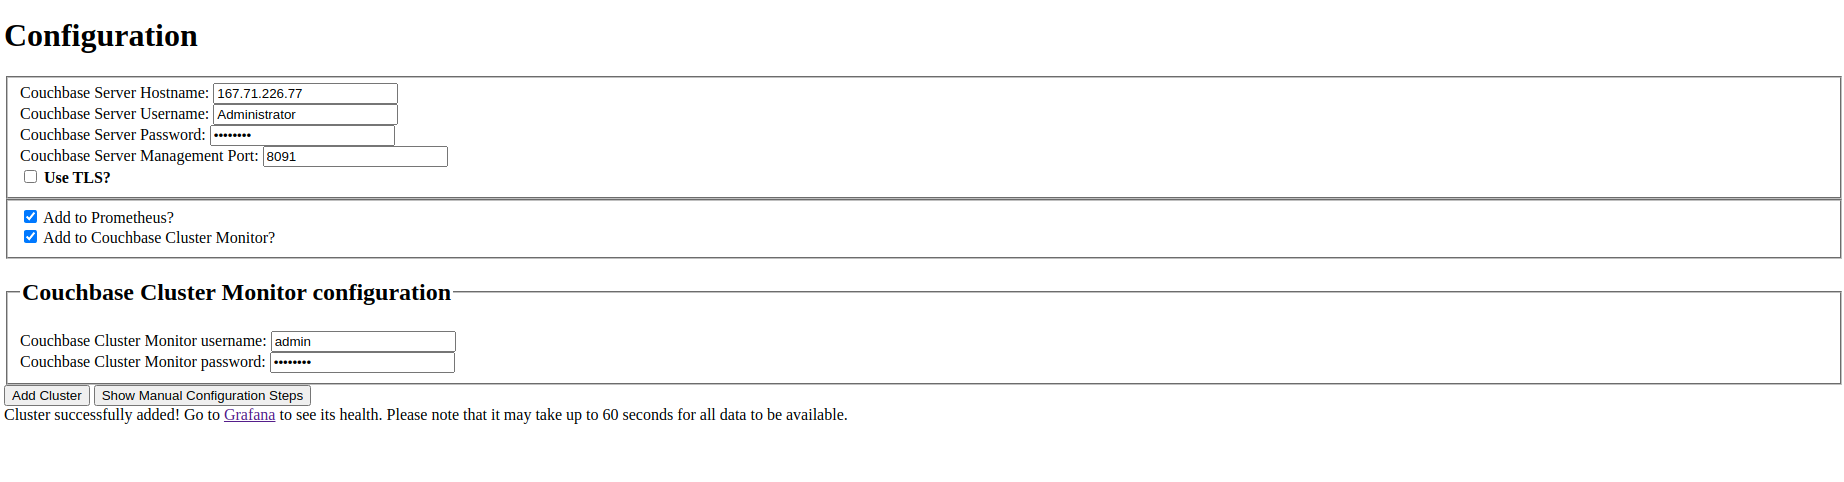 Configuration
Couchbase Server Hostname: 167.71.226.77
Couchbase Server Username: Administrator
Couchbase Server Password: ••••••••
Couchbase Server Management Port: 8091
Use TLS?
Add to Prometheus?
Add to Couchbase Cluster Monitor?
Couchbase Cluster Monitor configuration
Couchbase Cluster Monitor username: admin
Couchbase Cluster Monitor password: ••••••••
Add Cluster Show Manual Configuration Steps
Cluster successfully added! Go to Grafana to see its health. Please note that it may take up to 60 seconds for all data to be available.